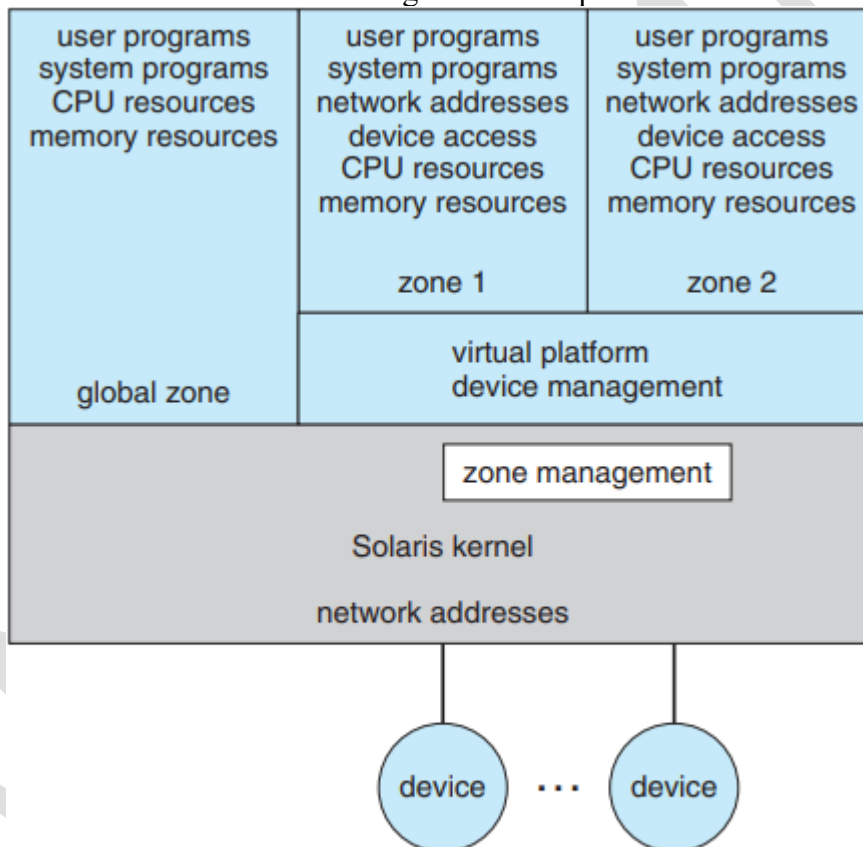 user programs
system programs
CPU resources
memory resources
global zone
user programs
system programs
network addresses
device access
CPU resources
memory resources
zone 1
user programs
system programs
network addresses
device access
CPU resources
memory resources
zone 2
virtual platform
device management
zone management
Solaris kernel
network addresses
device
...
device